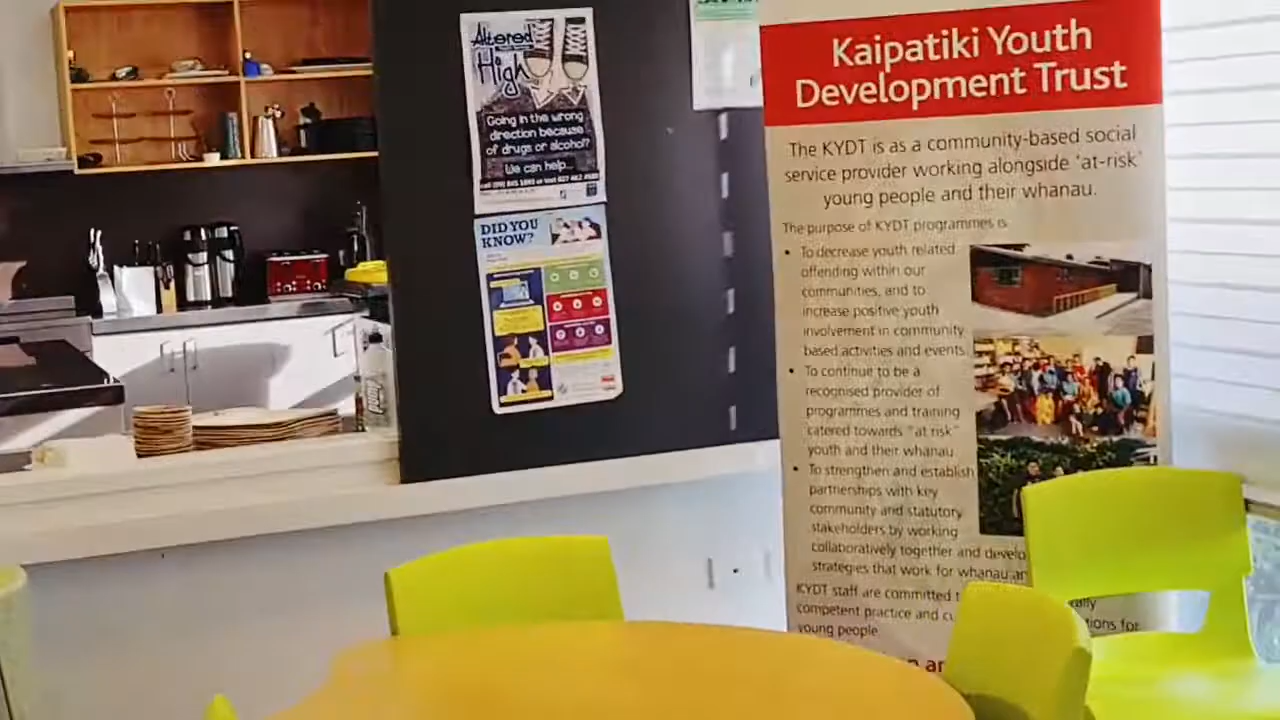 Altered
High
Going in the wrong
direction because
of drugs or alcohol?
We can help...
DID YOU
KNOW?
Kaipatiki Youth
Development Trust
The KYDT is as a community-based social
service provider working alongside 'at-risk'
young people and their whanau.
The purpose of KYDT programmes is
• To decrease youth related
offending within our
communities, and to
increase positive youth
involvement in community
based activities and events
• To continue to be a
recognised provider of
programmes and training
catered towards "at risk"
youth and their whanau
• To strengthen and establish
partnerships with key
community and statutory
stakeholders by working
collaboratively together and develo
strategies that work for whanau an
KYDT staff are committed t
competent practice and cu
tions for
young people